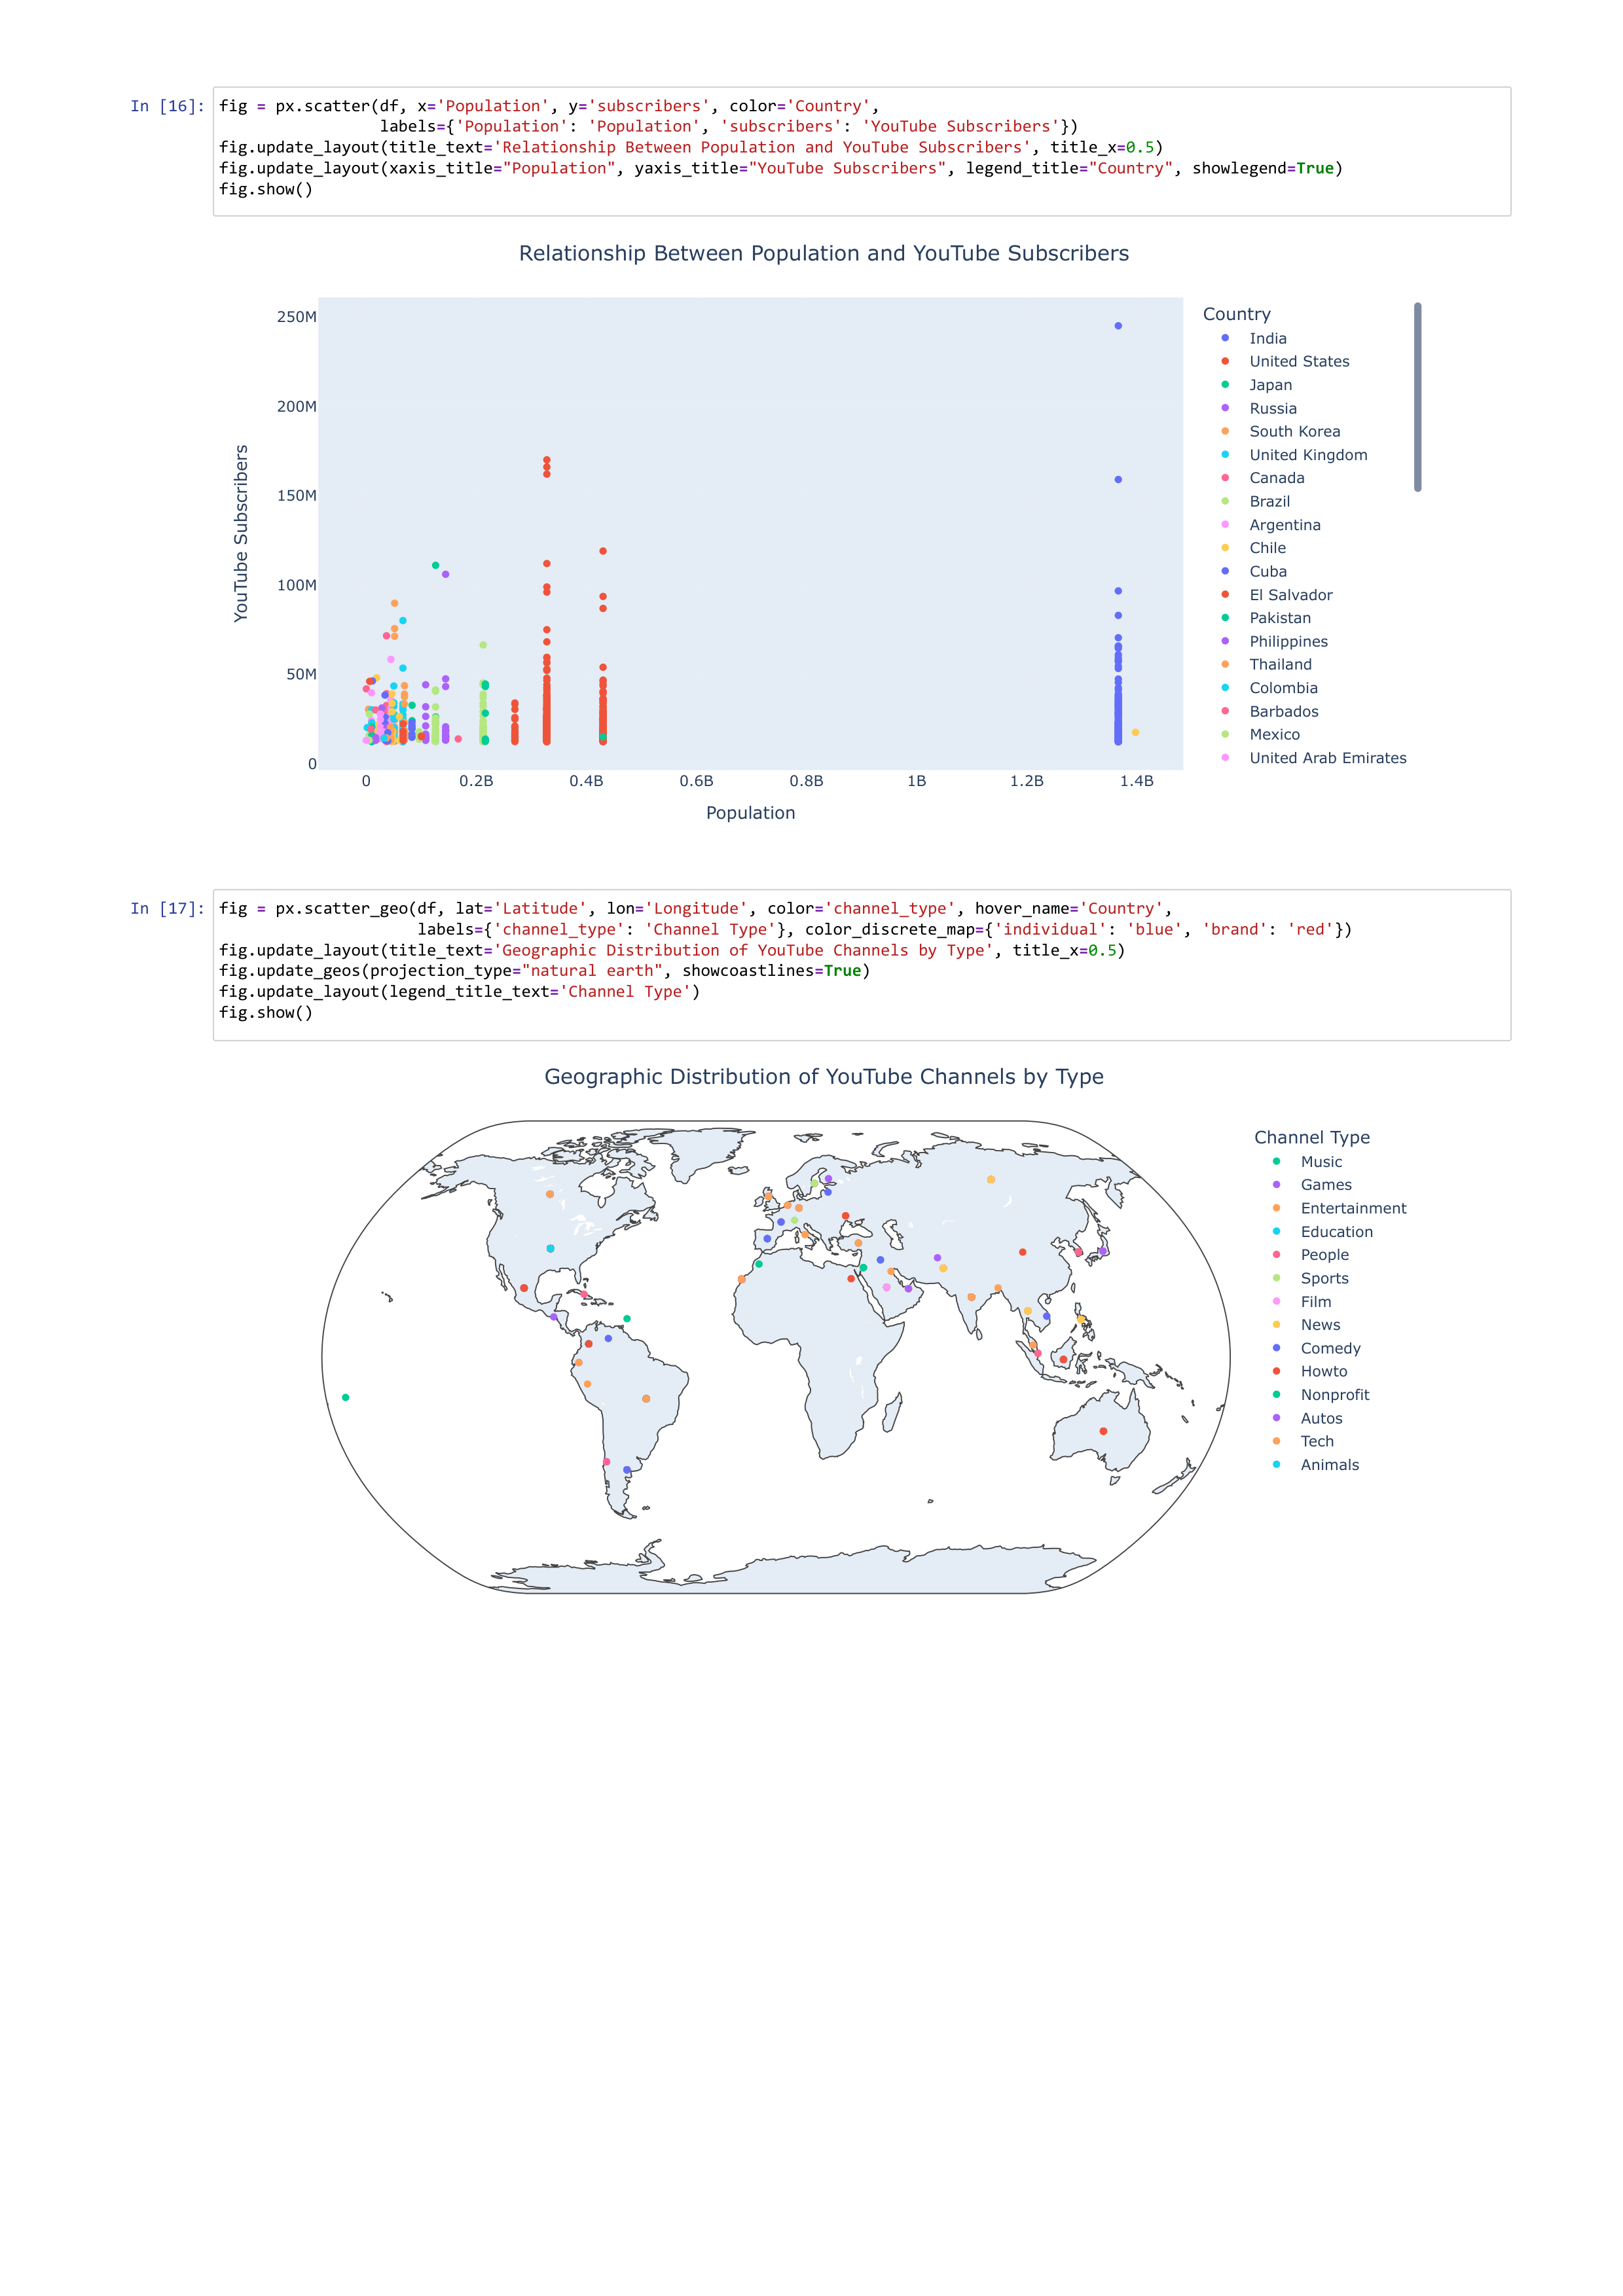 In [16]: fig = px.scatter(df, x='Population', y='subscribers', color='Country',
labels={'Population': 'Population', 'subscribers': 'YouTube Subscribers'})
fig.update_layout(title_text='Relationship Between Population and YouTube Subscribers', title_x=0.5)
fig.update_layout(xaxis_title="Population", yaxis_title="YouTube Subscribers", legend_title="Country", showlegend=True)
fig.show()
Relationship Between Population and YouTube Subscribers
250M
200M
150M
100M
50M
0
YouTube Subscribers
0 0.2B 0.4B 0.6B 0.8B 1B 1.2B 1.4B
Population
Country
India
United States
Japan
Russia
South Korea
United Kingdom
Canada
Brazil
Argentina
Chile
Cuba
El Salvador
Pakistan
Philippines
Thailand
Colombia
Barbados
Mexico
United Arab Emirates
In [17]: fig = px.scatter_geo(df, lat='Latitude', lon='Longitude', color='channel_type', hover_name='Country',
labels={'channel_type': 'Channel Type'}, color_discrete_map={'individual': 'blue', 'brand': 'red'})
fig.update_layout(title_text='Geographic Distribution of YouTube Channels by Type', title_x=0.5)
fig.update_geos(projection_type="natural earth", showcoastlines=True)
fig.update_layout(legend_title_text='Channel Type')
fig.show()
Geographic Distribution of YouTube Channels by Type
Channel Type
Music
Games
Entertainment
Education
People
Sports
Film
News
Comedy
Howto
Nonprofit
Autos
Tech
Animals